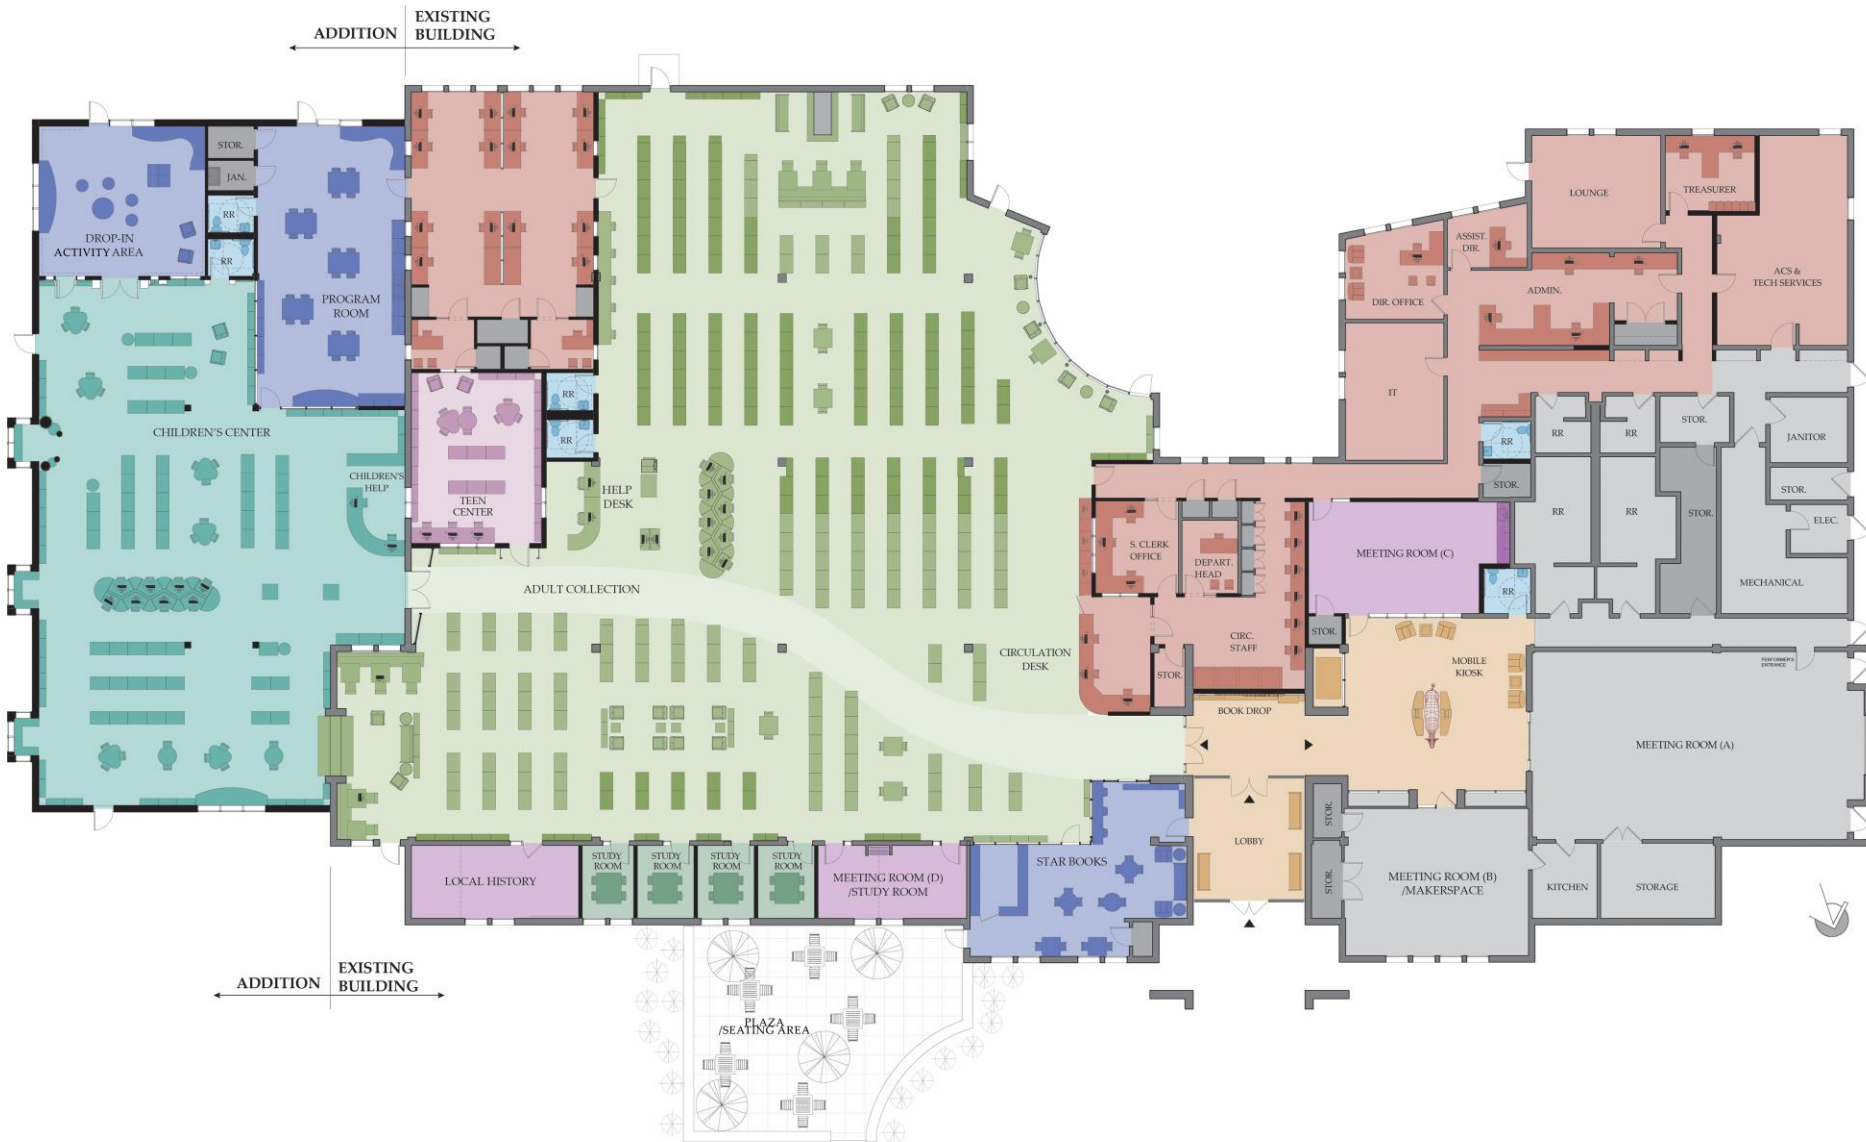 ADDITION
EXISTING
BUILDING
STOR.
JAN.
RR
RR
DROP-IN
ACTIVITY AREA
PROGRAM
ROOM
CHILDREN'S CENTER
CHILDREN'S
HELP
TEEN
CENTER
RR
RR
HELP
DESK
ADULT COLLECTION
CIRCULATION
DESK
LOUNGE
TREASURER
ASSIST.
DIR.
DIR. OFFICE
ADMIN.
ACS &
TECH SERVICES
IT
RR
RR
RR
STOR.
JANITOR
STOR.
STOR.
STOR.
ELEC.
RR
RR
MECHANICAL
S. CLERK
OFFICE
DEPART.
HEAD
MEETING ROOM (C)
RR
CIRC.
STAFF
STOR.
STOR.
MOBILE
KIOSK
PERFORMER'S
ENTRANCE
BOOK DROP
MEETING ROOM (A)
LOBBY
STOR.
STOR.
MEETING ROOM (B)
/MAKERSPACE
KITCHEN
STORAGE
LOCAL HISTORY
STUDY
ROOM
STUDY
ROOM
STUDY
ROOM
STUDY
ROOM
MEETING ROOM (D)
/STUDY ROOM
STAR BOOKS
ADDITION
EXISTING
BUILDING
PLAZA
/SEATING AREA